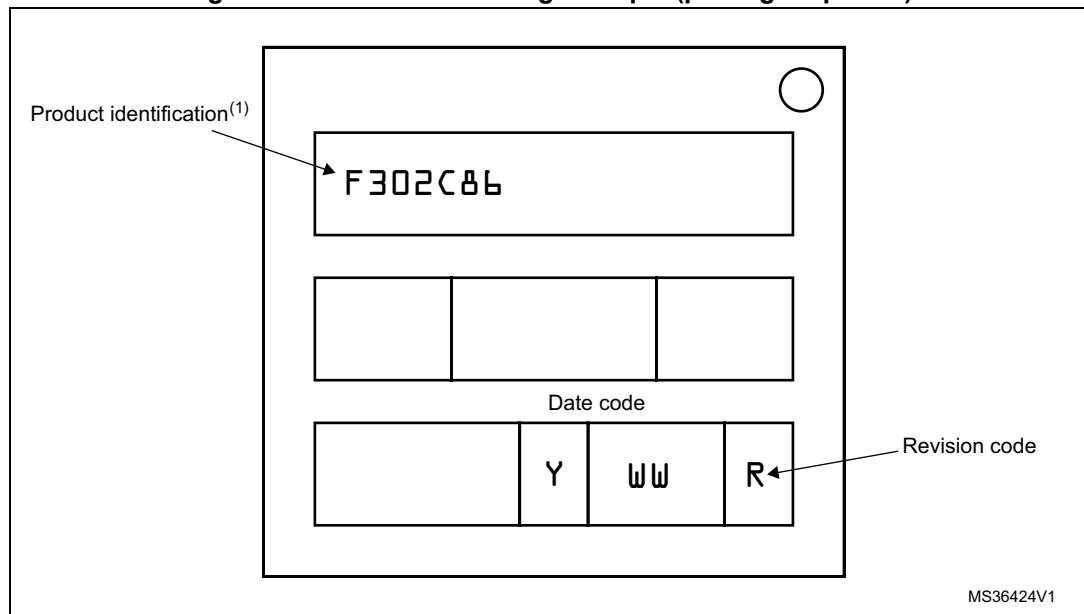 Product identification(1)
F302C86
Date code
Y WW R
Revision code
MS36424V1